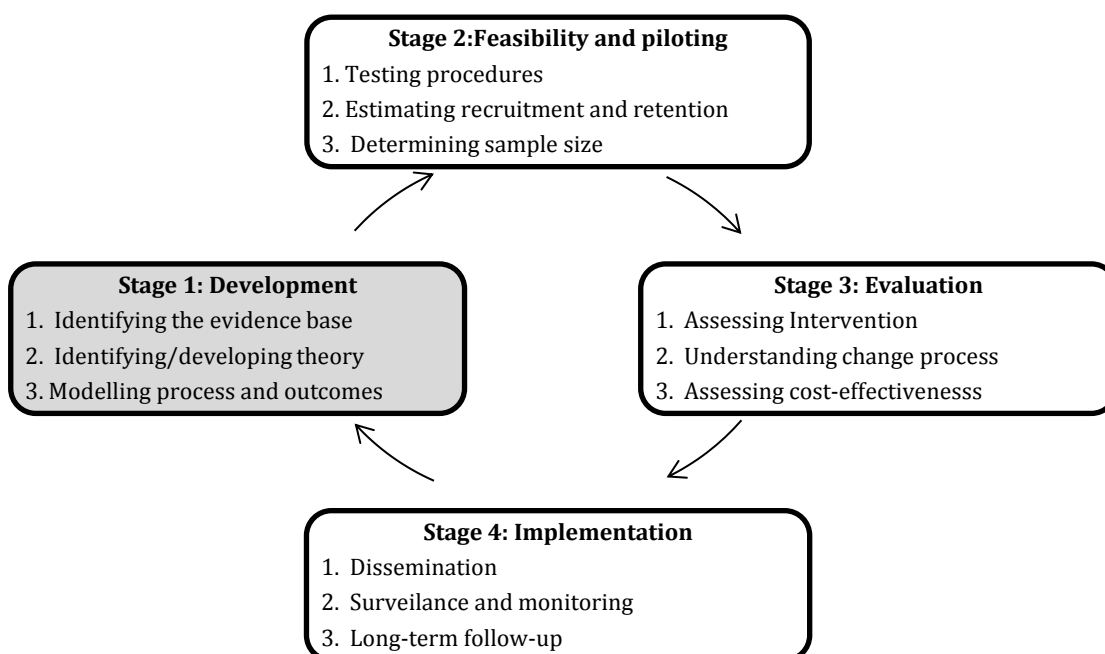 Stage 2:Feasibility and piloting
1. Testing procedures
2. Estimating recruitment and retention
3. Determining sample size
Stage 1: Development
1. Identifying the evidence base
2. Identifying/developing theory
3. Modelling process and outcomes
Stage 3: Evaluation
1. Assessing Intervention
2. Understanding change process
3. Assessing cost-effectivenesss
Stage 4: Implementation
1. Dissemination
2. Surveilance and monitoring
3. Long-term follow-up